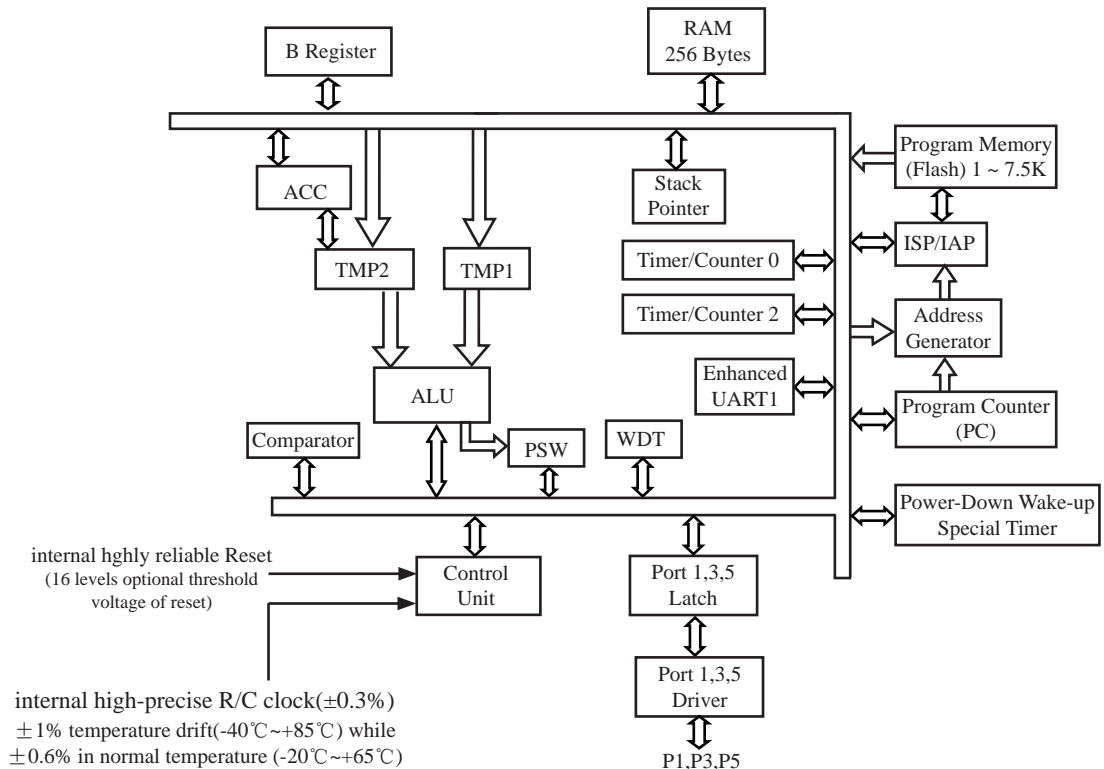 B Register
RAM
256 Bytes
Program Memory
(Flash) 1 ~ 7.5K
ACC
Stack
Pointer
ISP/IAP
TMP2
TMP1
Timer/Counter 0
Timer/Counter 2
Address
Generator
ALU
Enhanced
UART1
Program Counter
(PC)
Comparator
PSW
WDT
Power-Down Wake-up
Special Timer
internal hghly reliable Reset
(16 levels optional threshold
voltage of reset)
Control
Unit
Port 1,3,5
Latch
Port 1,3,5
Driver
internal high-precise R/C clock(±0.3%)
±1% temperature drift(-40℃~+85℃) while
±0.6% in normal temperature (-20℃~+65℃)
P1,P3,P5